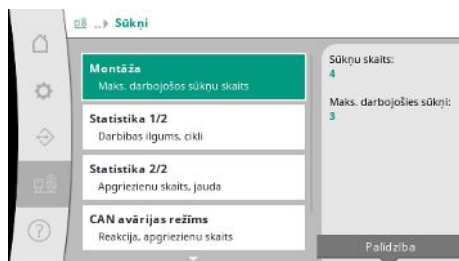 ..▸ Sūkņi
Montāža
Maks. darbojošos sūkņu skaits
Statistika 1/2
Darbības ilgums, cikli
Statistika 2/2
Apgriezienu skaits, jauda
CAN avārijas režīms
Reakcija, apgriezienu skaits
Sūkņu skaits:
4
Maks. darbojošies sūkņi:
3
Palīdzība